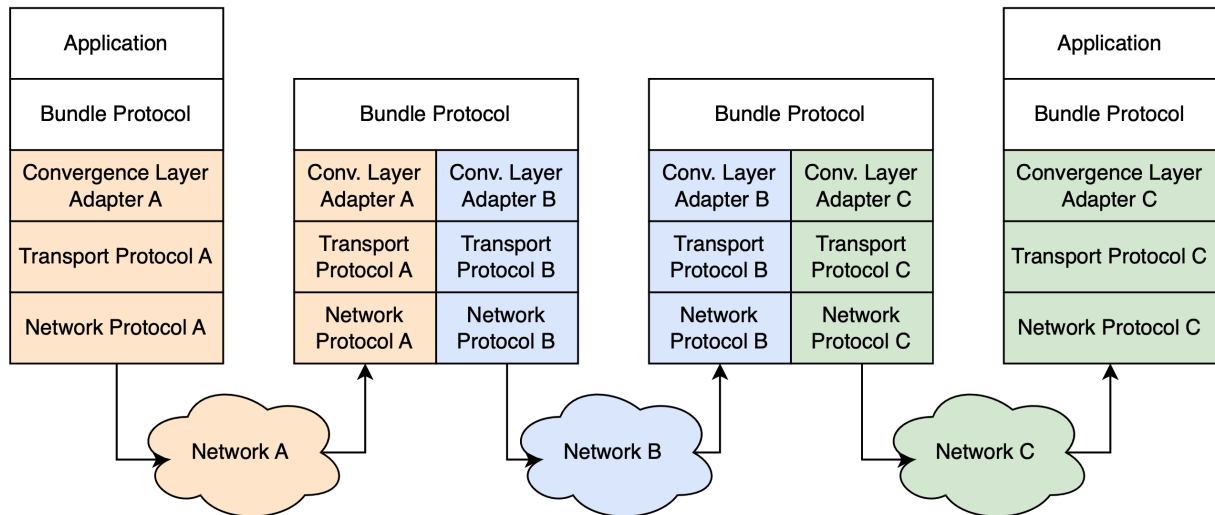 Application
Bundle Protocol
Convergence Layer
Adapter A
Transport Protocol A
Network Protocol A
Network A
Bundle Protocol
Conv. Layer
Adapter A
Conv. Layer
Adapter B
Transport
Protocol A
Transport
Protocol B
Network
Protocol A
Network
Protocol B
Network B
Bundle Protocol
Conv. Layer
Adapter B
Conv. Layer
Adapter C
Transport
Protocol B
Transport
Protocol C
Network
Protocol B
Network
Protocol C
Network C
Application
Bundle Protocol
Convergence Layer
Adapter C
Transport Protocol C
Network Protocol C